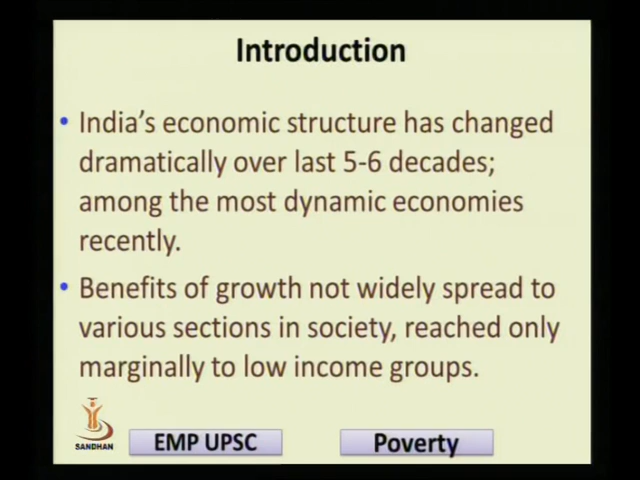 Introduction
• India's economic structure has changed
dramatically over last 5-6 decades;
among the most dynamic economies
recently.
• Benefits of growth not widely spread to
various sections in society, reached only
marginally to low income groups.
SANDHAN
EMP UPSC
Poverty